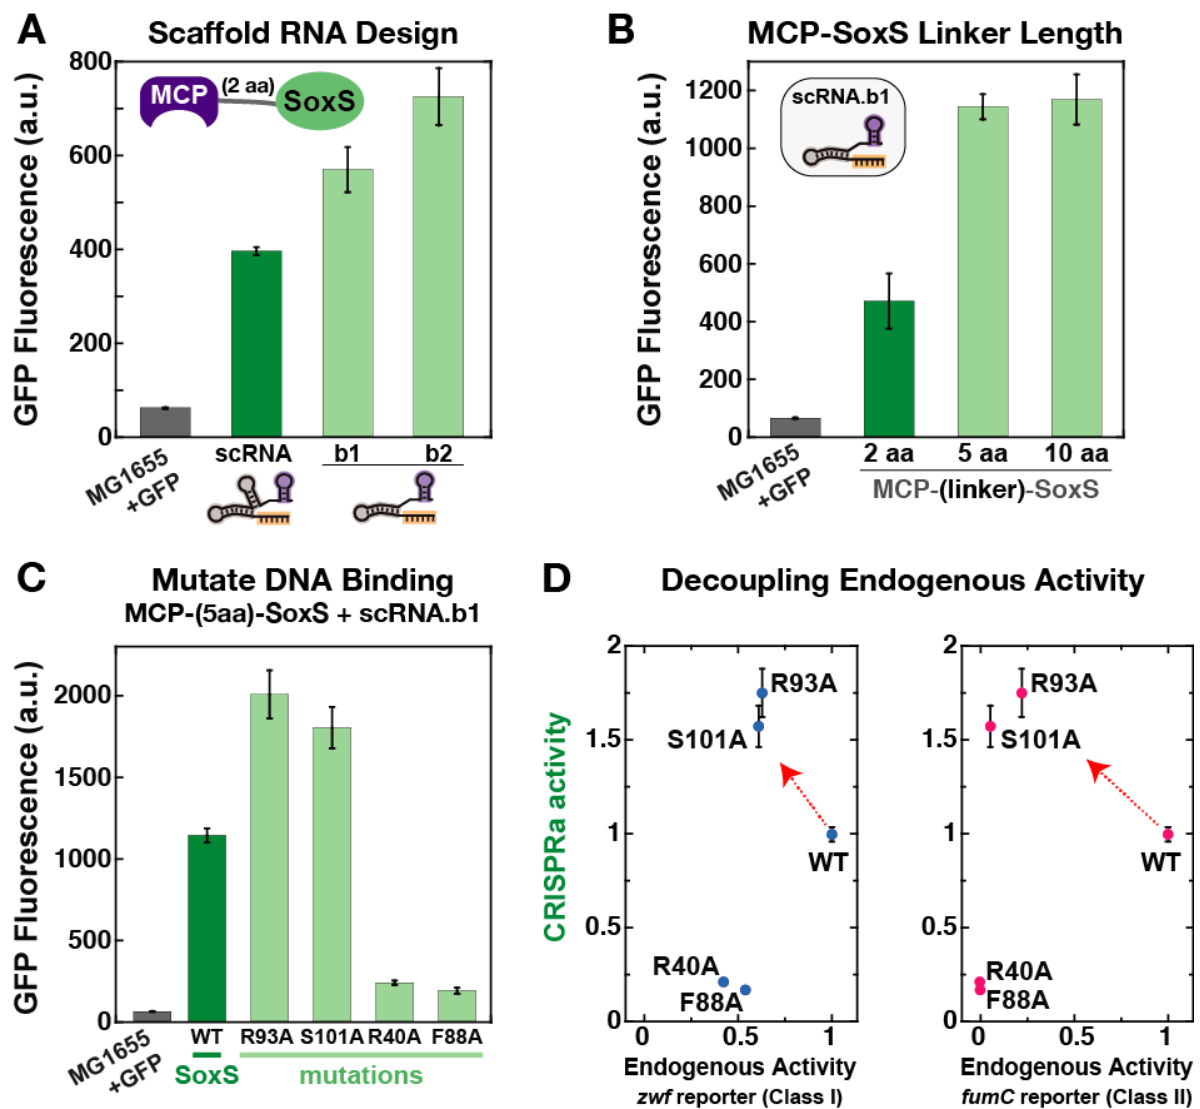 A
Scaffold RNA Design
GFP Fluorescence (a.u.)
800
600
400
200
0
MCP
(2 aa)
SoxS
MG1655
+GFP
scRNA
b1
b2
B
MCP-SoxS Linker Length
GFP Fluorescence (a.u.)
1200
1000
800
600
400
200
0
scRNA.b1
MG1655
+GFP
2 aa
5 aa
10 aa
MCP-(linker)-SoxS
C
Mutate DNA Binding
MCP-(5aa)-SoxS + scRNA.b1
GFP Fluorescence (a.u.)
2000
1500
1000
500
0
MG1655
+GFP
WT
R93A
S101A
R40A
F88A
SoxS
mutations
D
Decoupling Endogenous Activity
CRISPRa activity
2
1.5
1
0.5
0
R93A
S101A
WT
R40A
F88A
0
0.5
1
Endogenous Activity
zwf reporter (Class I)
2
1.5
1
0.5
0
R93A
S101A
WT
R40A
F88A
0
0.5
1
Endogenous Activity
fumC reporter (Class II)